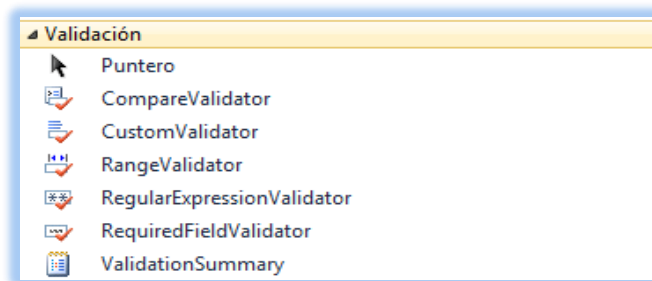 Validación
Puntero
CompareValidator
CustomValidator
RangeValidator
RegularExpressionValidator
RequiredFieldValidator
ValidationSummary